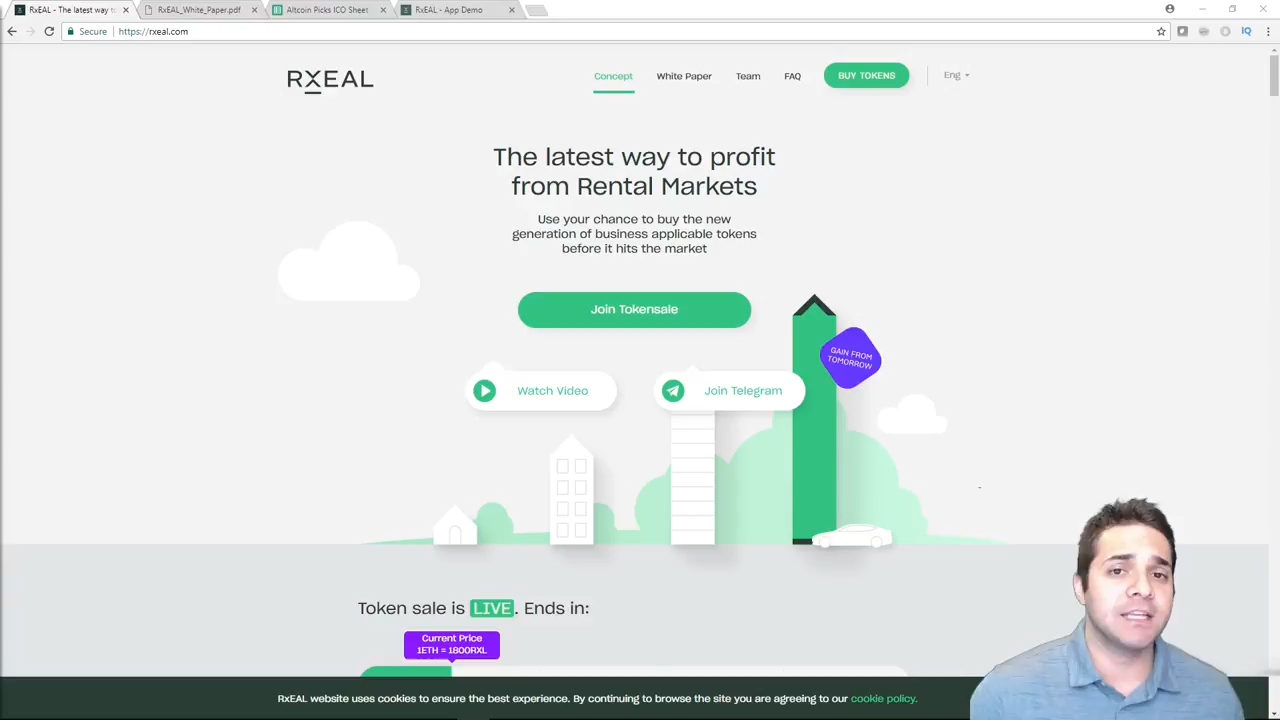 RxEAL - The latest way to
RxEAL_White_Paper.pdf
Altcoin Picks ICO Sheet
RxEAL - App Demo
Secure
https://rxeal.com
IQ
RXEAL
Concept
White Paper
Team
FAQ
BUY TOKENS
Eng
The latest way to profit
from Rental Markets
Use your chance to buy the new
generation of business applicable tokens
before it hits the market
Join Tokensale
GAIN FROM
TOMORROW
Watch Video
Join Telegram
Token sale is LIVE. Ends in:
Current Price
1ETH = 1800RXL
RxEAL website uses cookies to ensure the best experience. By continuing to browse the site you are agreeing to our cookie policy.